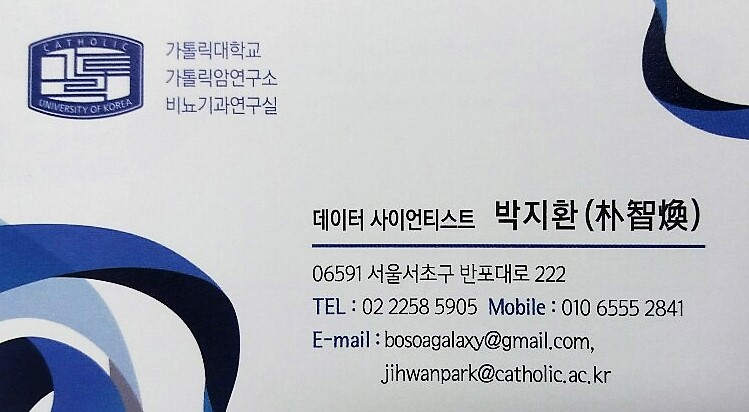 CATHOLIC
UNIVERSITY OF KOREA
가톨릭대학교
가톨릭암연구소
비뇨기과연구실
데이터 사이언티스트 박지환 (朴智煥)
06591 서울서초구 반포대로 222
TEL : 02 2258 5905 Mobile : 010 6555 2841
E-mail : bosoagalaxy@gmail.com,
jihwanpark@catholic.ac.kr